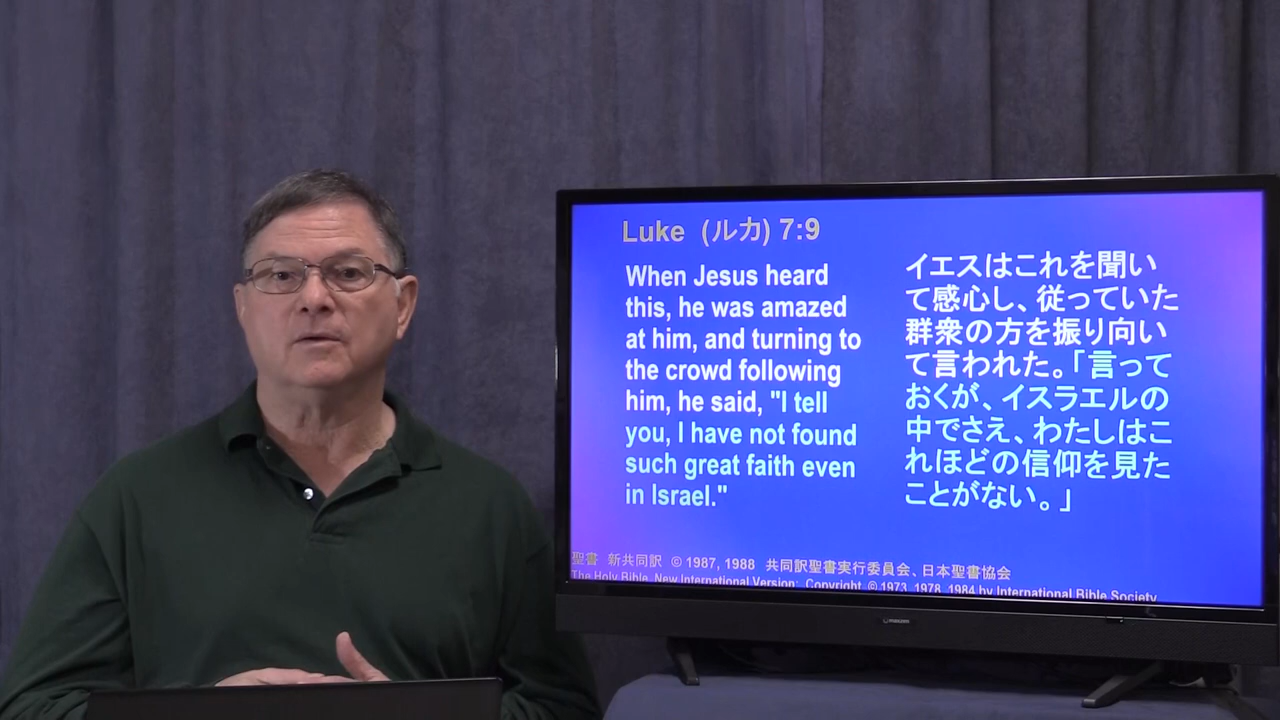 Luke (ルカ) 7:9
When Jesus heard
this, he was amazed
at him, and turning to
the crowd following
him, he said, "I tell
you, I have not found
such great faith even
in Israel."
イエスはこれを聞い
て感心し、従っていた
群衆の方を振り向い
て言われた。「言って
おくが、イスラエルの
中でさえ、わたしはこ
れほどの信仰を見た
ことがない。」
聖書 新共同訳 © 1987, 1988 共同訳聖書実行委員会、日本聖書協会
The Holy Bible, New International Version: Copyright © 1973, 1978, 1984 by International Bible Society